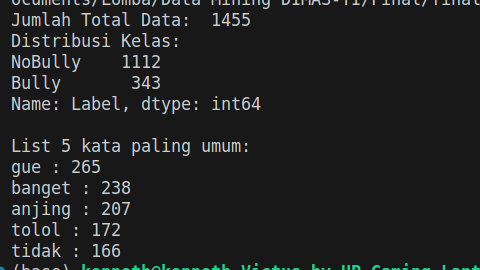 ocuments/Lomba/Data Mining DIMAS-TI/Final/final
Jumlah Total Data:  1455
Distribusi Kelas:
NoBully    1112
Bully       343
Name: Label, dtype: int64
List 5 kata paling umum:
gue : 265
banget : 238
anjing : 207
tolol : 172
tidak : 166
(base) kenneth@kenneth-Victus-by-HP-Gaming-Lapt